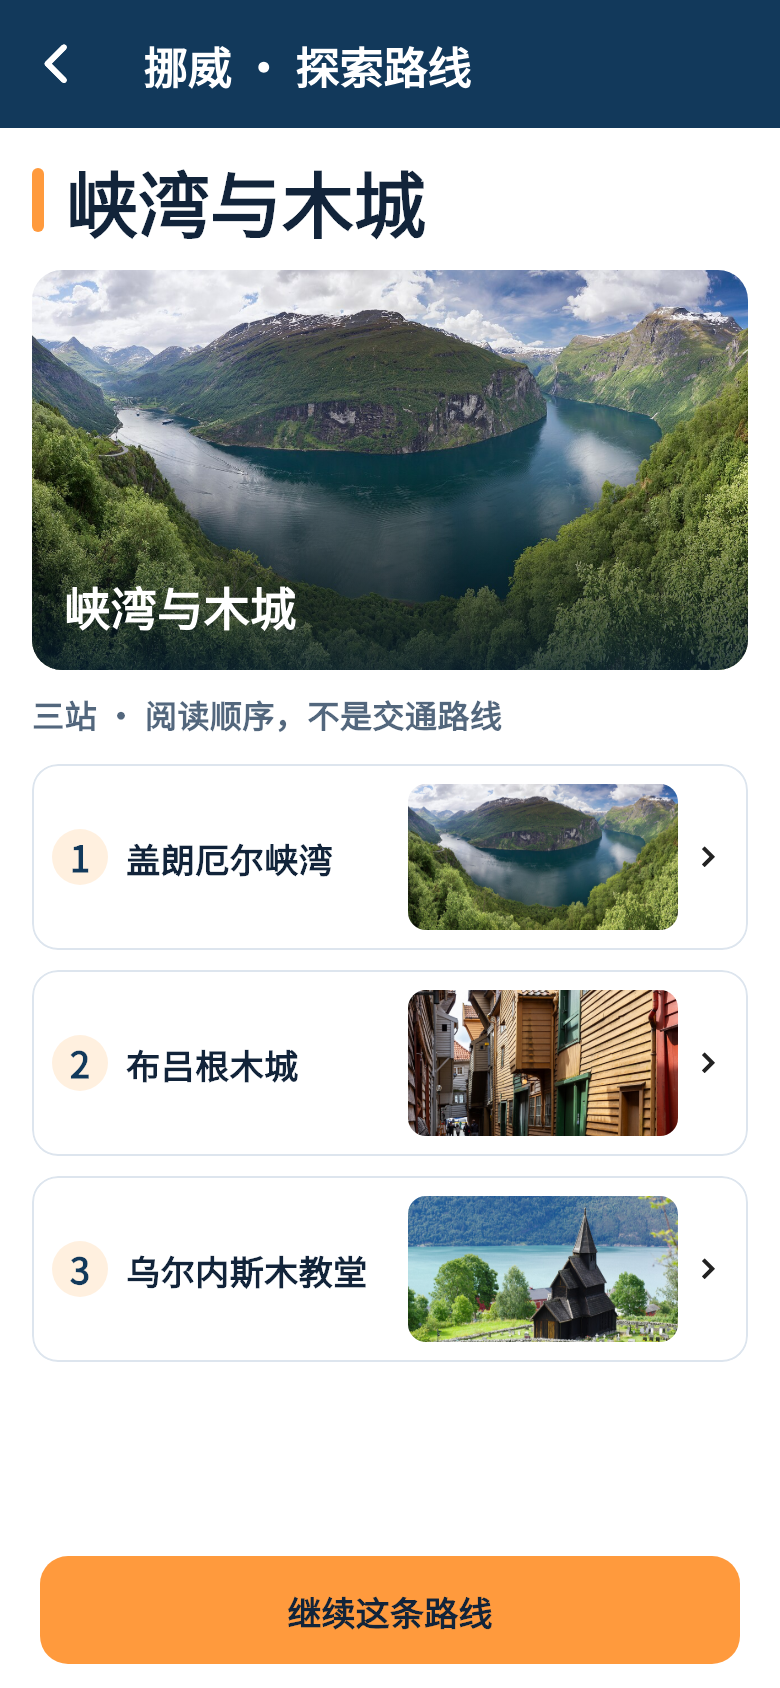 挪威 · 探索路线
峡湾与木城
峡湾与木城
三站 · 阅读顺序，不是交通路线
1 盖朗厄尔峡湾
2 布吕根木城
3 乌尔内斯木教堂
继续这条路线